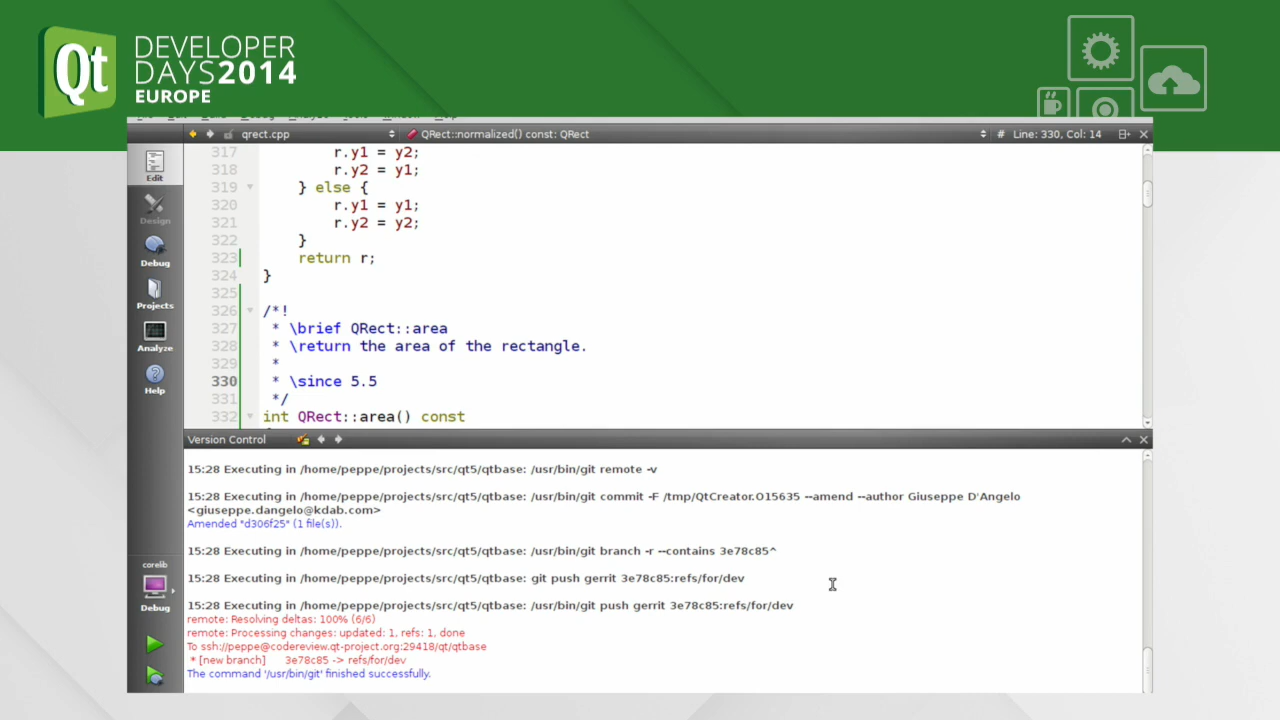 Qt
DEVELOPER
DAYS2014
EUROPE
qrect.cpp
QRect::normalized() const: QRect
# Line: 330, Col: 14
Edit
Design
Debug
Projects
Analyze
Help
317 r.y1 = y2;
318 r.y2 = y1;
319 } else {
320 r.y1 = y1;
321 r.y2 = y2;
322 }
323 return r;
324 }
325
326 /*!
327 * \brief QRect::area
328 * \return the area of the rectangle.
329 *
330 * \since 5.5
331 */
332 int QRect::area() const
Version Control
15:28 Executing in /home/peppe/projects/src/qt5/qtbase: /usr/bin/git remote -v
15:28 Executing in /home/peppe/projects/src/qt5/qtbase: /usr/bin/git commit -F /tmp/QtCreator.O15635 --amend --author Giuseppe D'Angelo
<giuseppe.dangelo@kdab.com>
Amended "d306f25" (1 file(s)).
15:28 Executing in /home/peppe/projects/src/qt5/qtbase: /usr/bin/git branch -r --contains 3e78c85^
15:28 Executing in /home/peppe/projects/src/qt5/qtbase: git push gerrit 3e78c85:refs/for/dev
15:28 Executing in /home/peppe/projects/src/qt5/qtbase: /usr/bin/git push gerrit 3e78c85:refs/for/dev
remote: Resolving deltas: 100% (6/6)
remote: Processing changes: updated: 1, refs: 1, done
To ssh://peppe@codereview.qt-project.org:29418/qt/qtbase
* [new branch] 3e78c85 -> refs/for/dev
The command '/usr/bin/git' finished successfully.
corelib
Debug